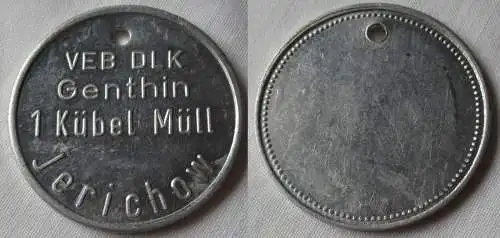 VEB DLK
Genthin
1 Kübel Müll
Jerichow